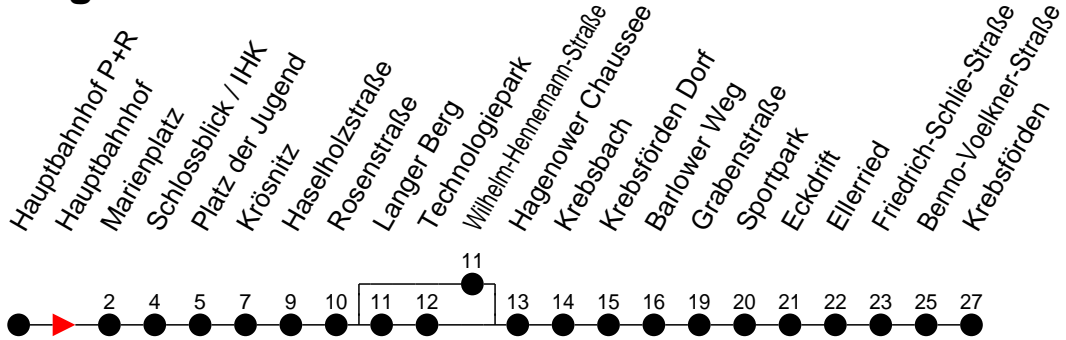 Hauptbahnhof P+R
Hauptbahnhof
Marienplatz
Schlossblick / IHK
Platz der Jugend
Krösnitz
Haselholzstraße
Rosenstraße
Langer Berg
Technologiepark
Wilhelm-Hennemann-Straße
Hagenower Chaussee
Krebsbach
Krebsförden Dorf
Barlower Weg
Grabenstraße
Sportpark
Eckdrift
Ellerried
Friedrich-Schlie-Straße
Benno-Voelkner-Straße
Krebsförden
11
2 4 5 7 9 10 11 12 13 14 15 16 19 20 21 22 23 25 27